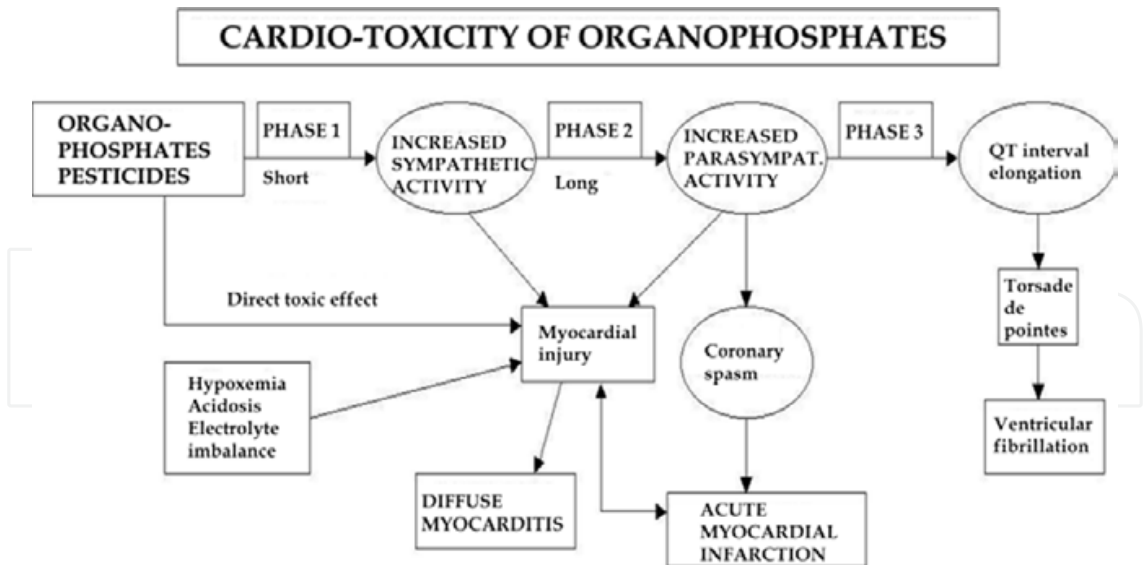 CARDIO-TOXICITY OF ORGANOPHOSPHATES
ORGANO-
PHOSPHATES
PESTICIDES
PHASE 1
Short
INCREASED
SYMPATHETIC
ACTIVITY
PHASE 2
Long
INCREASED
PARASYMPAT.
ACTIVITY
PHASE 3
QT interval
elongation
Direct toxic effect
Myocardial
injury
Coronary
spasm
Torsade
de
pointes
Hypoxemia
Acidosis
Electrolyte
imbalance
Ventricular
fibrillation
DIFFUSE
MYOCARDITIS
ACUTE
MYOCARDIAL
INFARCTION